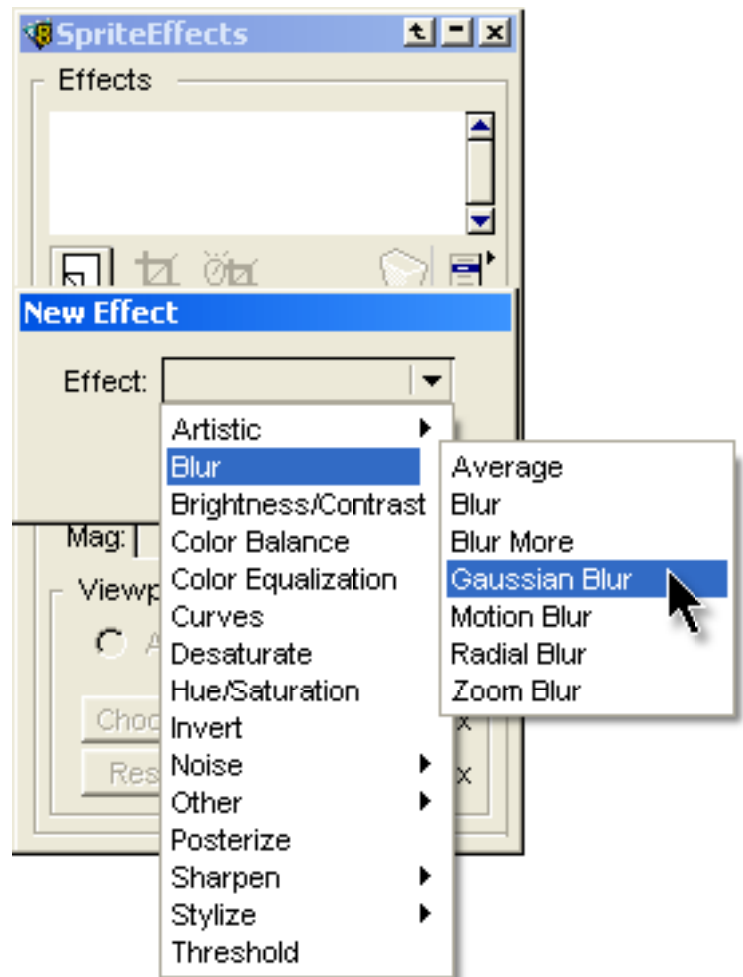 SpriteEffects
Effects
New Effect
Effect:
Artistic
Blur
Brightness/Contrast
Color Balance
Color Equalization
Curves
Desaturate
Hue/Saturation
Invert
Noise
Other
Posterize
Sharpen
Stylize
Threshold
Average
Blur
Blur More
Gaussian Blur
Motion Blur
Radial Blur
Zoom Blur
Mag:
x
x